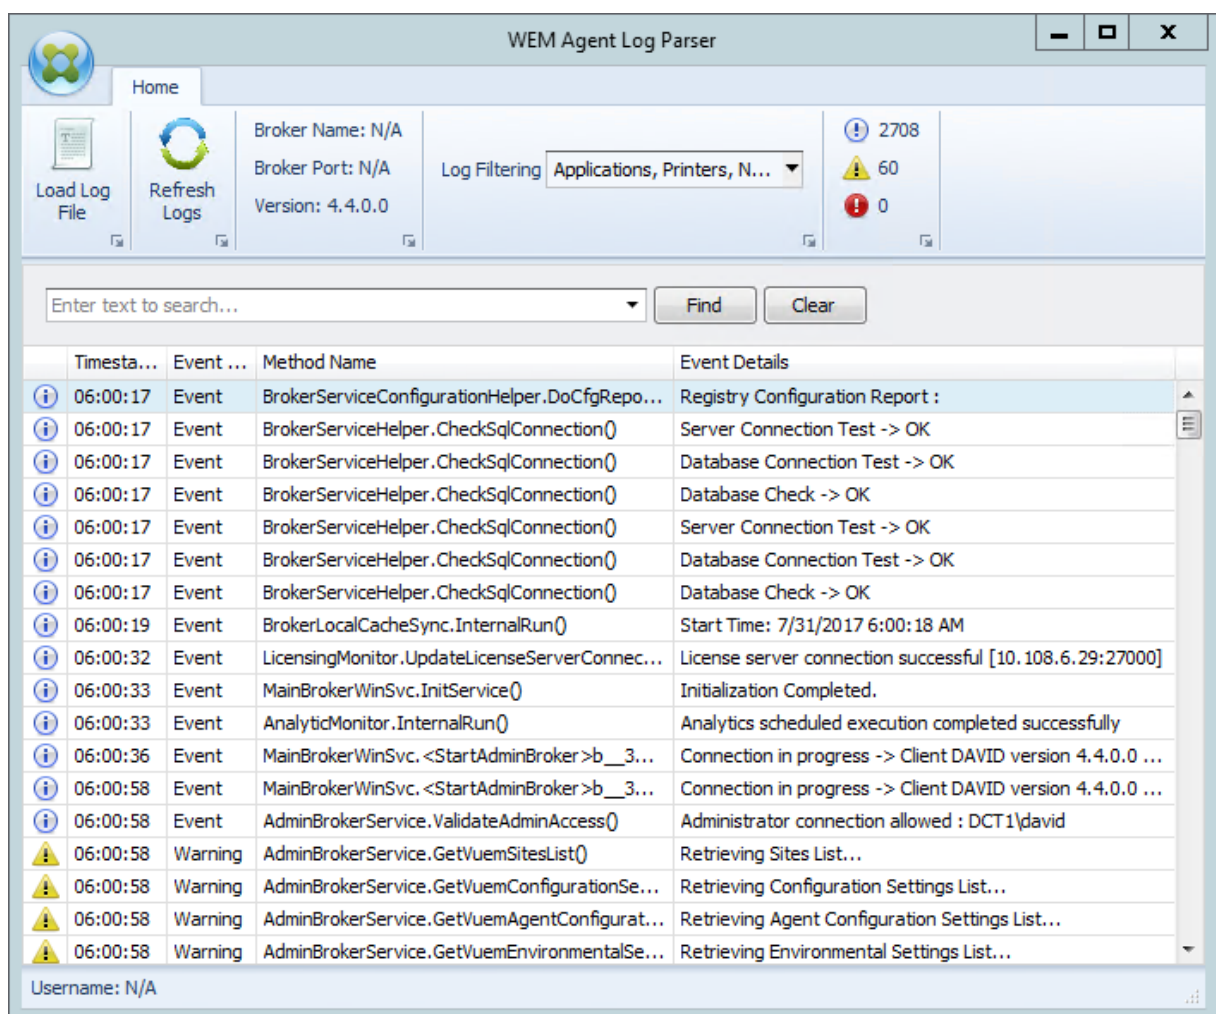 WEM Agent Log Parser
Home
Load Log File
Refresh Logs
Broker Name: N/A
Broker Port: N/A
Version: 4.4.0.0
Log Filtering Applications, Printers, N...
2708
60
0
Enter text to search...
Find
Clear
Timesta... Event ... Method Name Event Details
06:00:17 Event BrokerServiceConfigurationHelper.DoCfgRepo... Registry Configuration Report :
06:00:17 Event BrokerServiceHelper.CheckSqlConnection() Server Connection Test -> OK
06:00:17 Event BrokerServiceHelper.CheckSqlConnection() Database Connection Test -> OK
06:00:17 Event BrokerServiceHelper.CheckSqlConnection() Database Check -> OK
06:00:17 Event BrokerServiceHelper.CheckSqlConnection() Server Connection Test -> OK
06:00:17 Event BrokerServiceHelper.CheckSqlConnection() Database Connection Test -> OK
06:00:17 Event BrokerServiceHelper.CheckSqlConnection() Database Check -> OK
06:00:19 Event BrokerLocalCacheSync.InternalRun() Start Time: 7/31/2017 6:00:18 AM
06:00:32 Event LicensingMonitor.UpdateLicenseServerConnec... License server connection successful [10.108.6.29:27000]
06:00:33 Event MainBrokerWinSvc.InitService() Initialization Completed.
06:00:33 Event AnalyticMonitor.InternalRun() Analytics scheduled execution completed successfully
06:00:36 Event MainBrokerWinSvc.<StartAdminBroker>b__3... Connection in progress -> Client DAVID version 4.4.0.0 ...
06:00:58 Event MainBrokerWinSvc.<StartAdminBroker>b__3... Connection in progress -> Client DAVID version 4.4.0.0 ...
06:00:58 Event AdminBrokerService.ValidateAdminAccess() Administrator connection allowed : DCT1\david
06:00:58 Warning AdminBrokerService.GetVuemSitesList() Retrieving Sites List...
06:00:58 Warning AdminBrokerService.GetVuemConfigurationSe... Retrieving Configuration Settings List...
06:00:58 Warning AdminBrokerService.GetVuemAgentConfigurat... Retrieving Agent Configuration Settings List...
06:00:58 Warning AdminBrokerService.GetVuemEnvironmentalSe... Retrieving Environmental Settings List...
Username: N/A